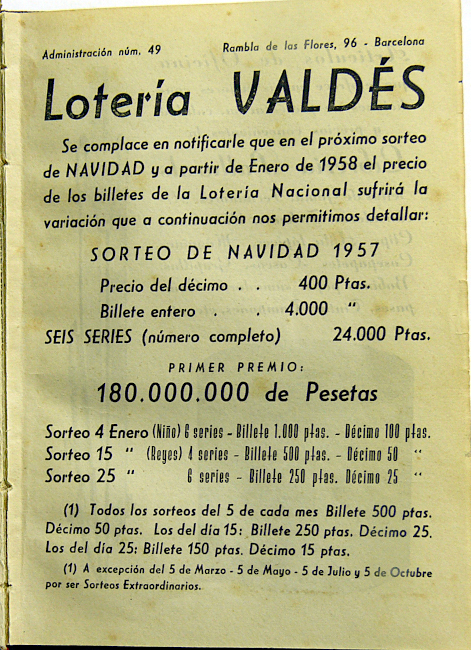 Administración núm. 49 Rambla de las Flores, 96 - Barcelona
Lotería VALDÉS
Se complace en notificarle que en el próximo sorteo
de NAVIDAD y a partir de Enero de 1958 el precio
de los billetes de la Lotería Nacional sufrirá la
variación que a continuación nos permitimos detallar:
SORTEO DE NAVIDAD 1957
Precio del décimo . . 400 Ptas.
Billete entero . . 4.000 "
SEIS SERIES (número completo) 24.000 Ptas.
PRIMER PREMIO:
180.000.000 de Pesetas
Sorteo 4 Enero (Niño) 6 series - Billete 1.000 ptas. - Décimo 100 ptas.
Sorteo 15 " (Reyes) 4 series - Billete 500 ptas. - Décimo 50 "
Sorteo 25 " 6 series - Billete 250 ptas. Décimo 25 "
(1) Todos los sorteos del 5 de cada mes Billete 500 ptas.
Décimo 50 ptas. Los del día 15: Billete 250 ptas. Décimo 25.
Los del día 25: Billete 150 ptas. Décimo 15 ptas.
(1) A excepción del 5 de Marzo - 5 de Mayo - 5 de Julio y 5 de Octubre
por ser Sorteos Extraordinarios.